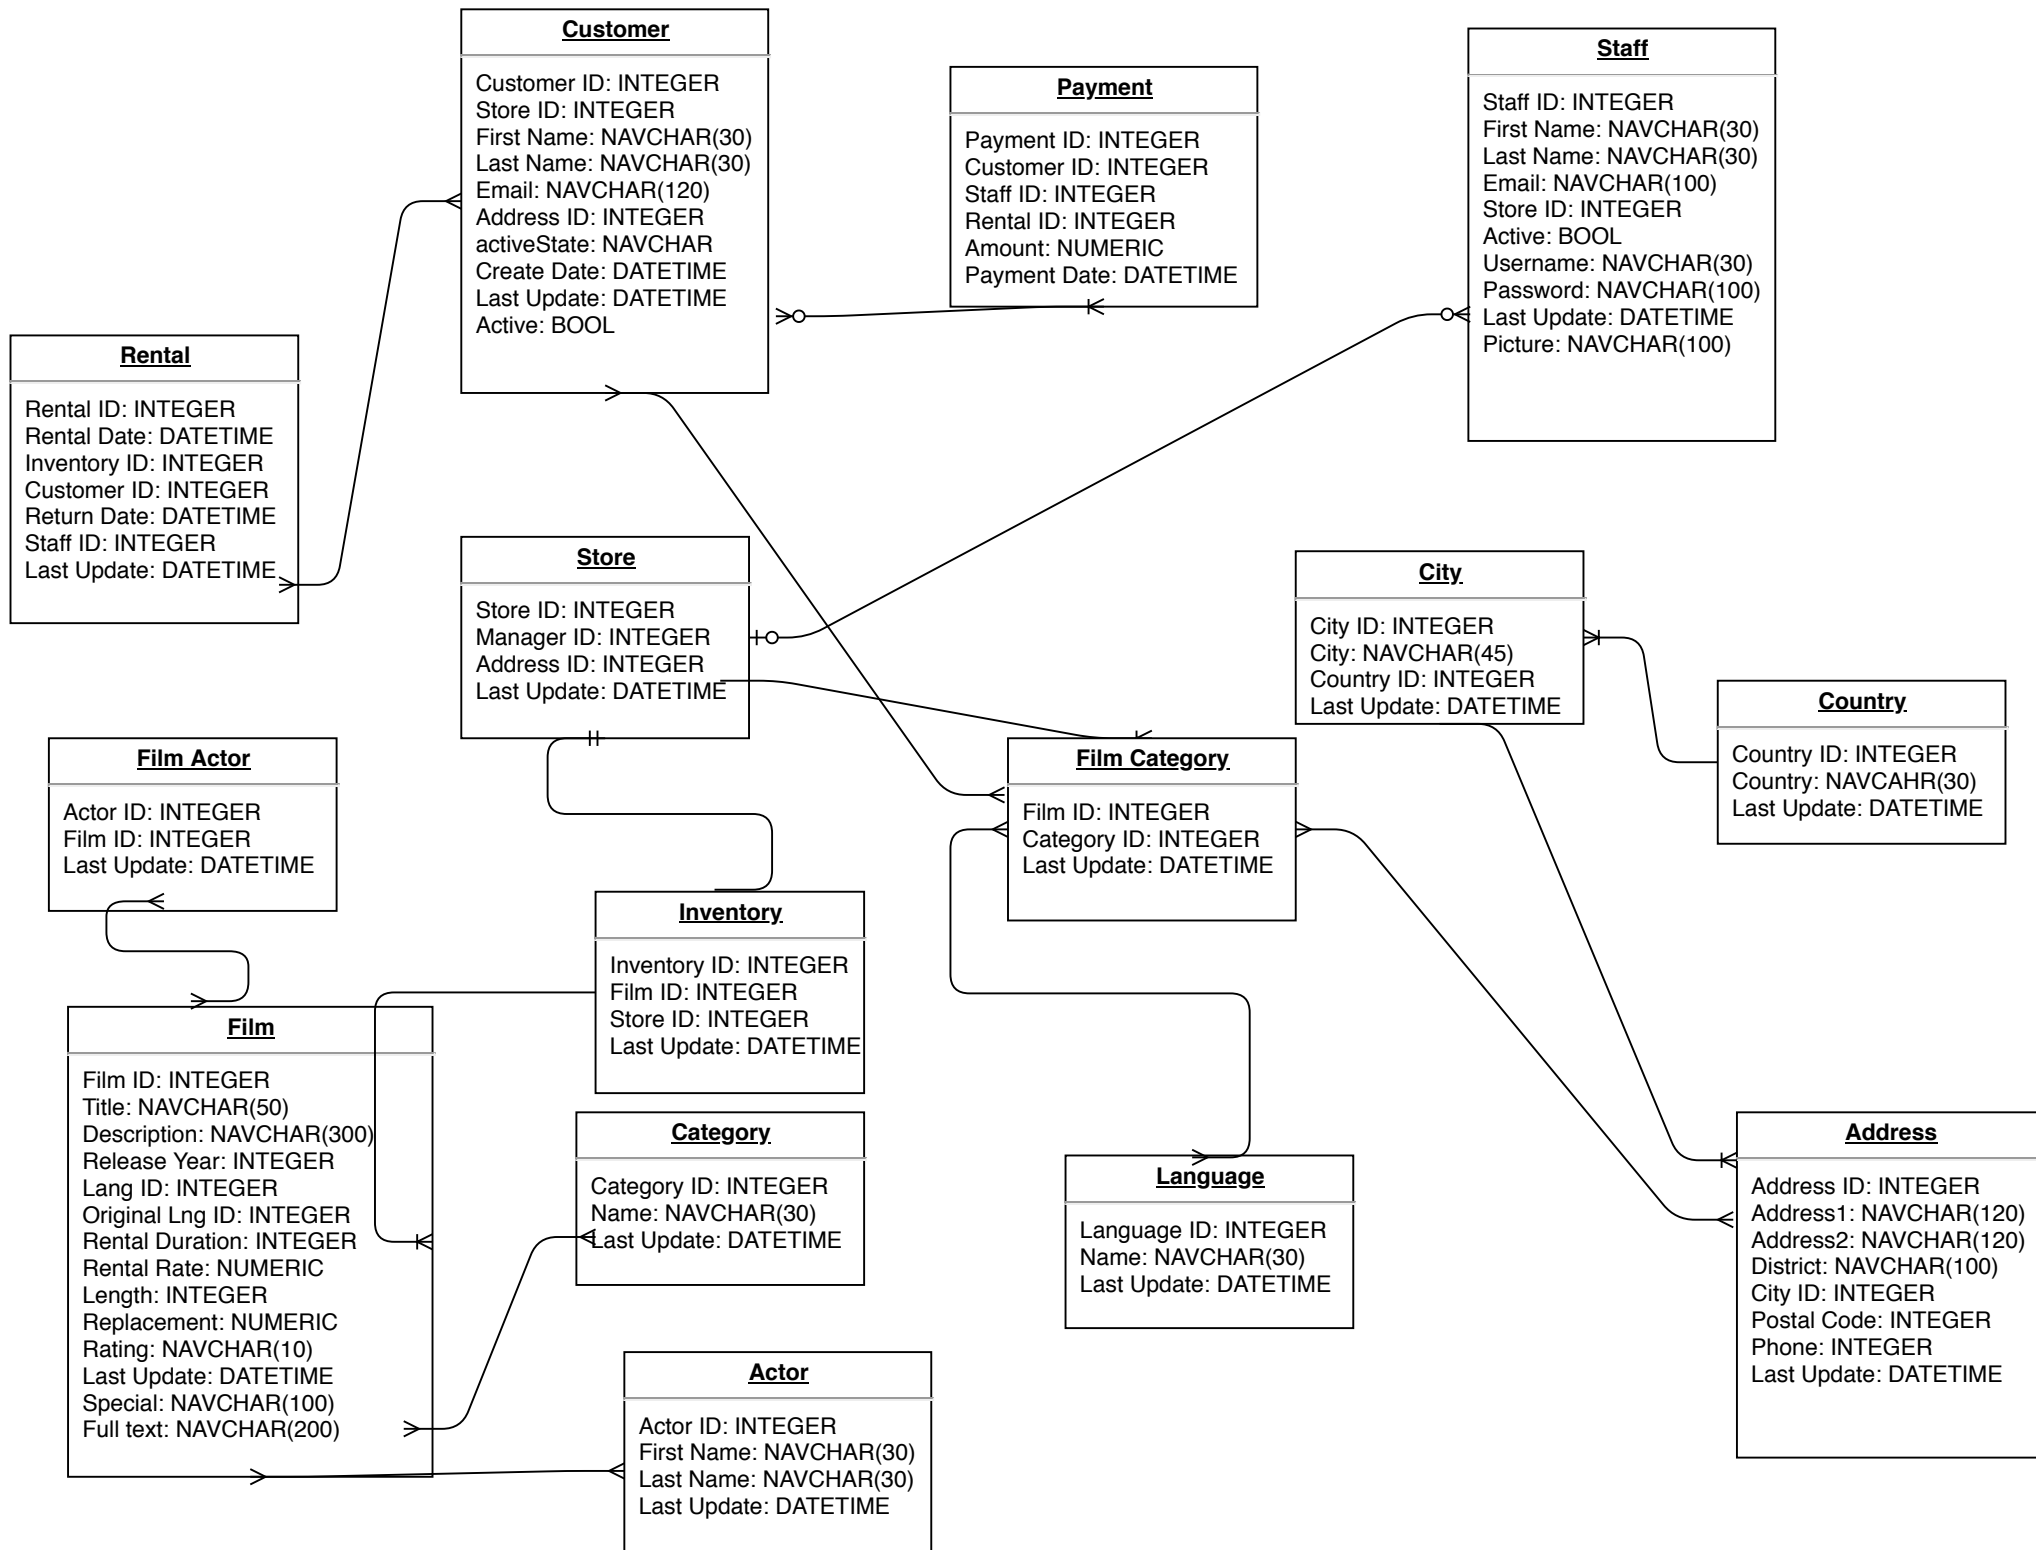 Customer
Customer ID: INTEGER
Store ID: INTEGER
First Name: NAVCHAR(30)
Last Name: NAVCHAR(30)
Email: NAVCHAR(120)
Address ID: INTEGER
activeState: NAVCHAR
Create Date: DATETIME
Last Update: DATETIME
Active: BOOL
Payment
Payment ID: INTEGER
Customer ID: INTEGER
Staff ID: INTEGER
Rental ID: INTEGER
Amount: NUMERIC
Payment Date: DATETIME
Staff
Staff ID: INTEGER
First Name: NAVCHAR(30)
Last Name: NAVCHAR(30)
Email: NAVCHAR(100)
Store ID: INTEGER
Active: BOOL
Username: NAVCHAR(30)
Password: NAVCHAR(100)
Last Update: DATETIME
Picture: NAVCHAR(100)
Rental
Rental ID: INTEGER
Rental Date: DATETIME
Inventory ID: INTEGER
Customer ID: INTEGER
Return Date: DATETIME
Staff ID: INTEGER
Last Update: DATETIME
Store
Store ID: INTEGER
Manager ID: INTEGER
Address ID: INTEGER
Last Update: DATETIME
City
City ID: INTEGER
City: NAVCHAR(45)
Country ID: INTEGER
Last Update: DATETIME
Country
Country ID: INTEGER
Country: NAVCAHR(30)
Last Update: DATETIME
Film Actor
Actor ID: INTEGER
Film ID: INTEGER
Last Update: DATETIME
Film Category
Film ID: INTEGER
Category ID: INTEGER
Last Update: DATETIME
Inventory
Inventory ID: INTEGER
Film ID: INTEGER
Store ID: INTEGER
Last Update: DATETIME
Film
Film ID: INTEGER
Title: NAVCHAR(50)
Description: NAVCHAR(300)
Release Year: INTEGER
Lang ID: INTEGER
Original Lng ID: INTEGER
Rental Duration: INTEGER
Rental Rate: NUMERIC
Length: INTEGER
Replacement: NUMERIC
Rating: NAVCHAR(10)
Last Update: DATETIME
Special: NAVCHAR(100)
Full text: NAVCHAR(200)
Category
Category ID: INTEGER
Name: NAVCHAR(30)
Last Update: DATETIME
Language
Language ID: INTEGER
Name: NAVCHAR(30)
Last Update: DATETIME
Address
Address ID: INTEGER
Address1: NAVCHAR(120)
Address2: NAVCHAR(120)
District: NAVCHAR(100)
City ID: INTEGER
Postal Code: INTEGER
Phone: INTEGER
Last Update: DATETIME
Actor
Actor ID: INTEGER
First Name: NAVCHAR(30)
Last Name: NAVCHAR(30)
Last Update: DATETIME